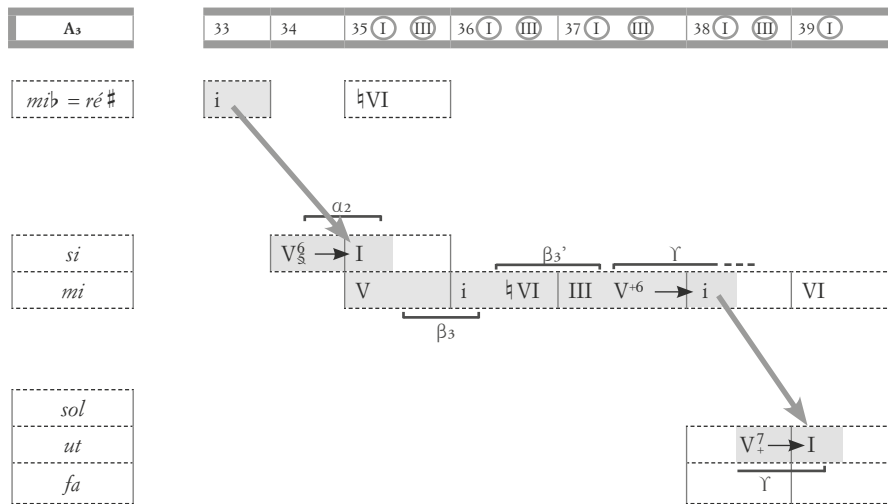 A3 33 34 35 I III 36 I III 37 I III 38 I III 39 I
mi♭ = ré♯ i ♮VI
α2
si V6 5 I β3’ ϒ
mi V i ♮VI III V+6 i VI
β3
sol
ut V7+ I
fa ϒ